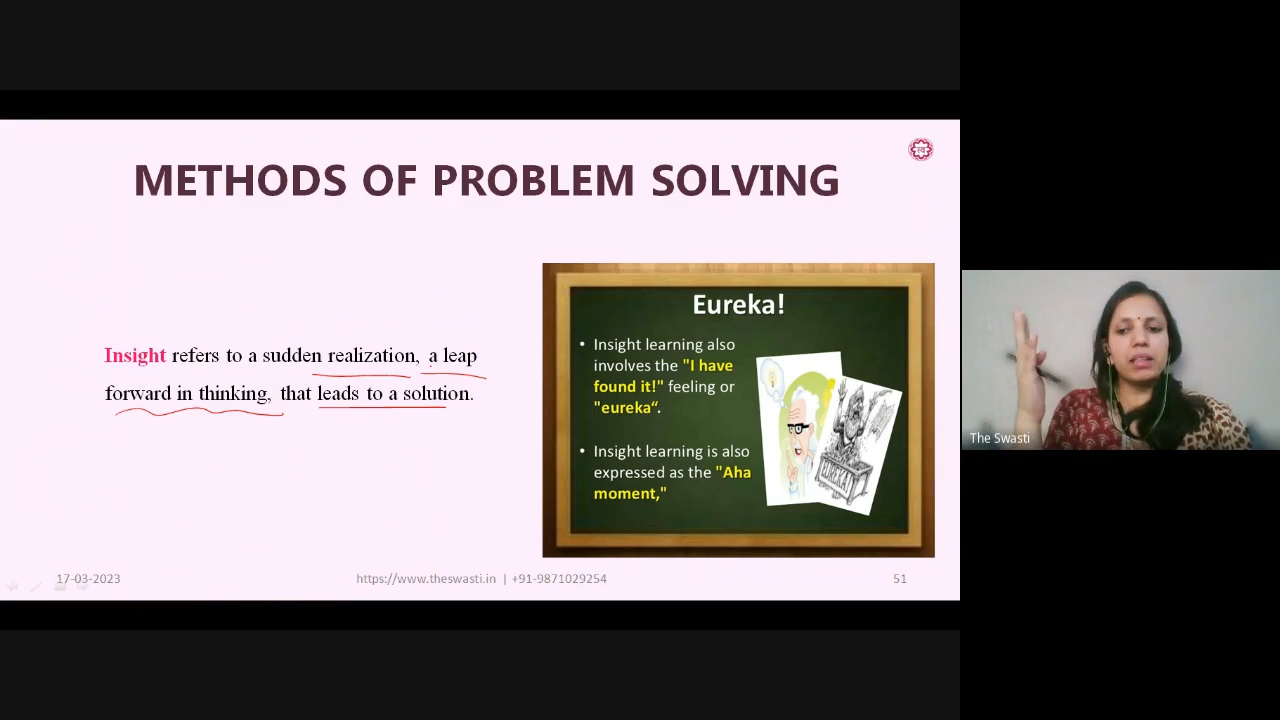 METHODS OF PROBLEM SOLVING
Insight refers to a sudden realization, a leap
forward in thinking, that leads to a solution.
Eureka!
• Insight learning also
involves the "I have
found it!" feeling or
"eureka“.
• Insight learning is also
expressed as the "Aha
moment,"
EUREKA!
17-03-2023
https://www.theswasti.in | +91-9871029254
51
The Swasti